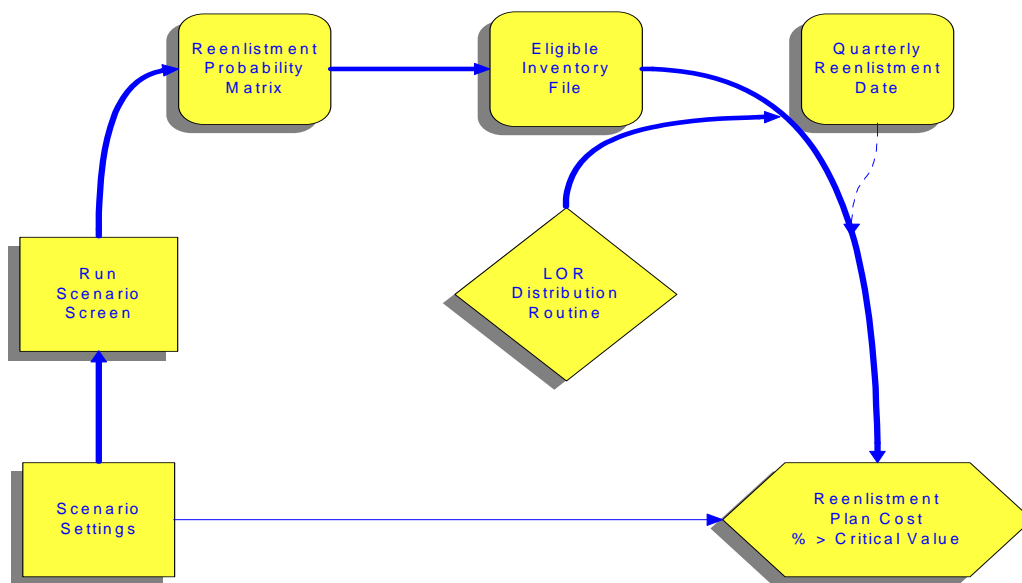 Reenlistment
Probability
Matrix
Eligible
Inventory
File
Quarterly
Reenlistment
Date
Run
Scenario
Screen
LOR
Distribution
Routine
Scenario
Settings
Reenlistment
Plan Cost
% > Critical Value